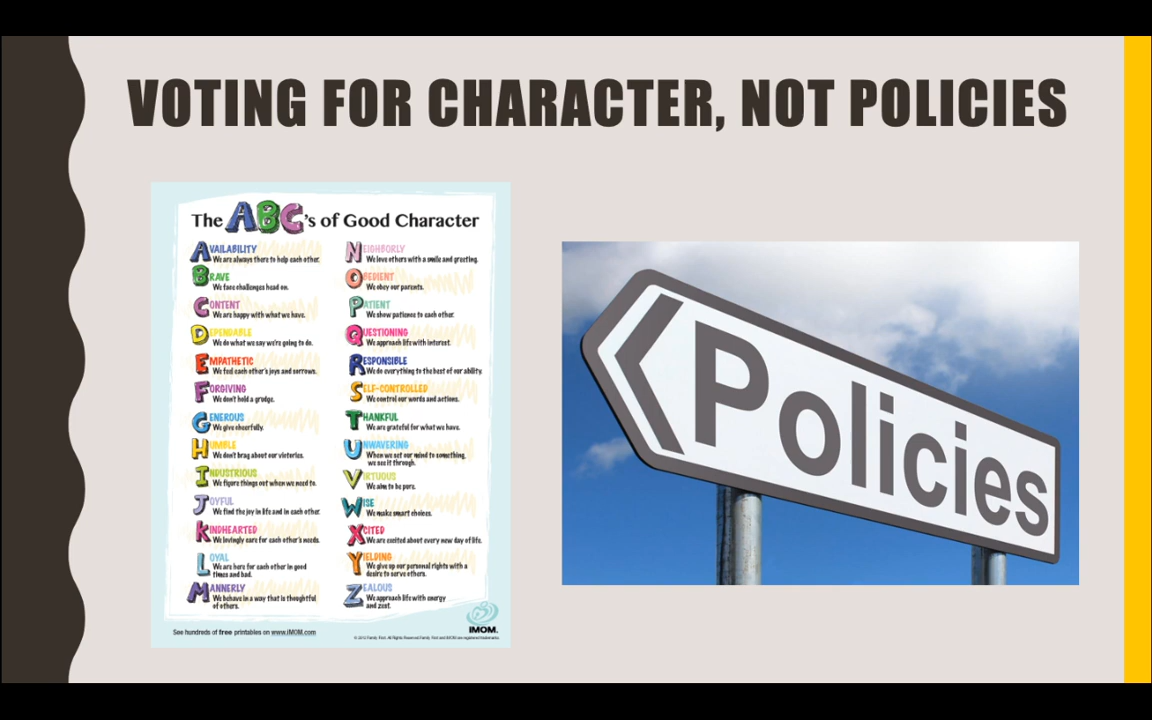 VOTING FOR CHARACTER, NOT POLICIES
The ABC's of Good Character
AVAILABILITY
We are always there to help each other.
BRAVE
We face challenges head on.
CONTENT
We are happy with what we have.
DEPENDABLE
We do what we say we're going to do.
EMPATHETIC
We feel each other's joys and sorrows.
FORGIVING
We don't hold a grudge.
GENEROUS
We give cheerfully.
HUMBLE
We don't brag about our victories.
INDUSTRIOUS
We figure things out when we need to.
JOYFUL
We find the joy in life and in each other.
KINDHEARTED
We lovingly care for each other's needs.
LOYAL
We are here for each other in good
times and bad.
MANNERLY
We behave in a way that is thoughtful
of others.
NEIGHBORLY
We love others with a smile and greeting.
OBEDIENT
We obey our parents.
PATIENT
We show patience to each other.
QUESTIONING
We approach life with interest.
RESPONSIBLE
We do everything to the best of our ability.
SELF-CONTROLLED
We control our words and actions.
THANKFUL
We are grateful for what we have.
UNWAVERING
When we set our mind to something,
we see it through.
VIRTUOUS
We aim to be pure.
WISE
We make smart choices.
XCITED
We are excited about every new day of life.
YIELDING
We give up our personal rights with a
desire to serve others.
ZEALOUS
We approach life with energy
and zest.
See hundreds of free printables on www.iMOM.com
iMOM.
Policies